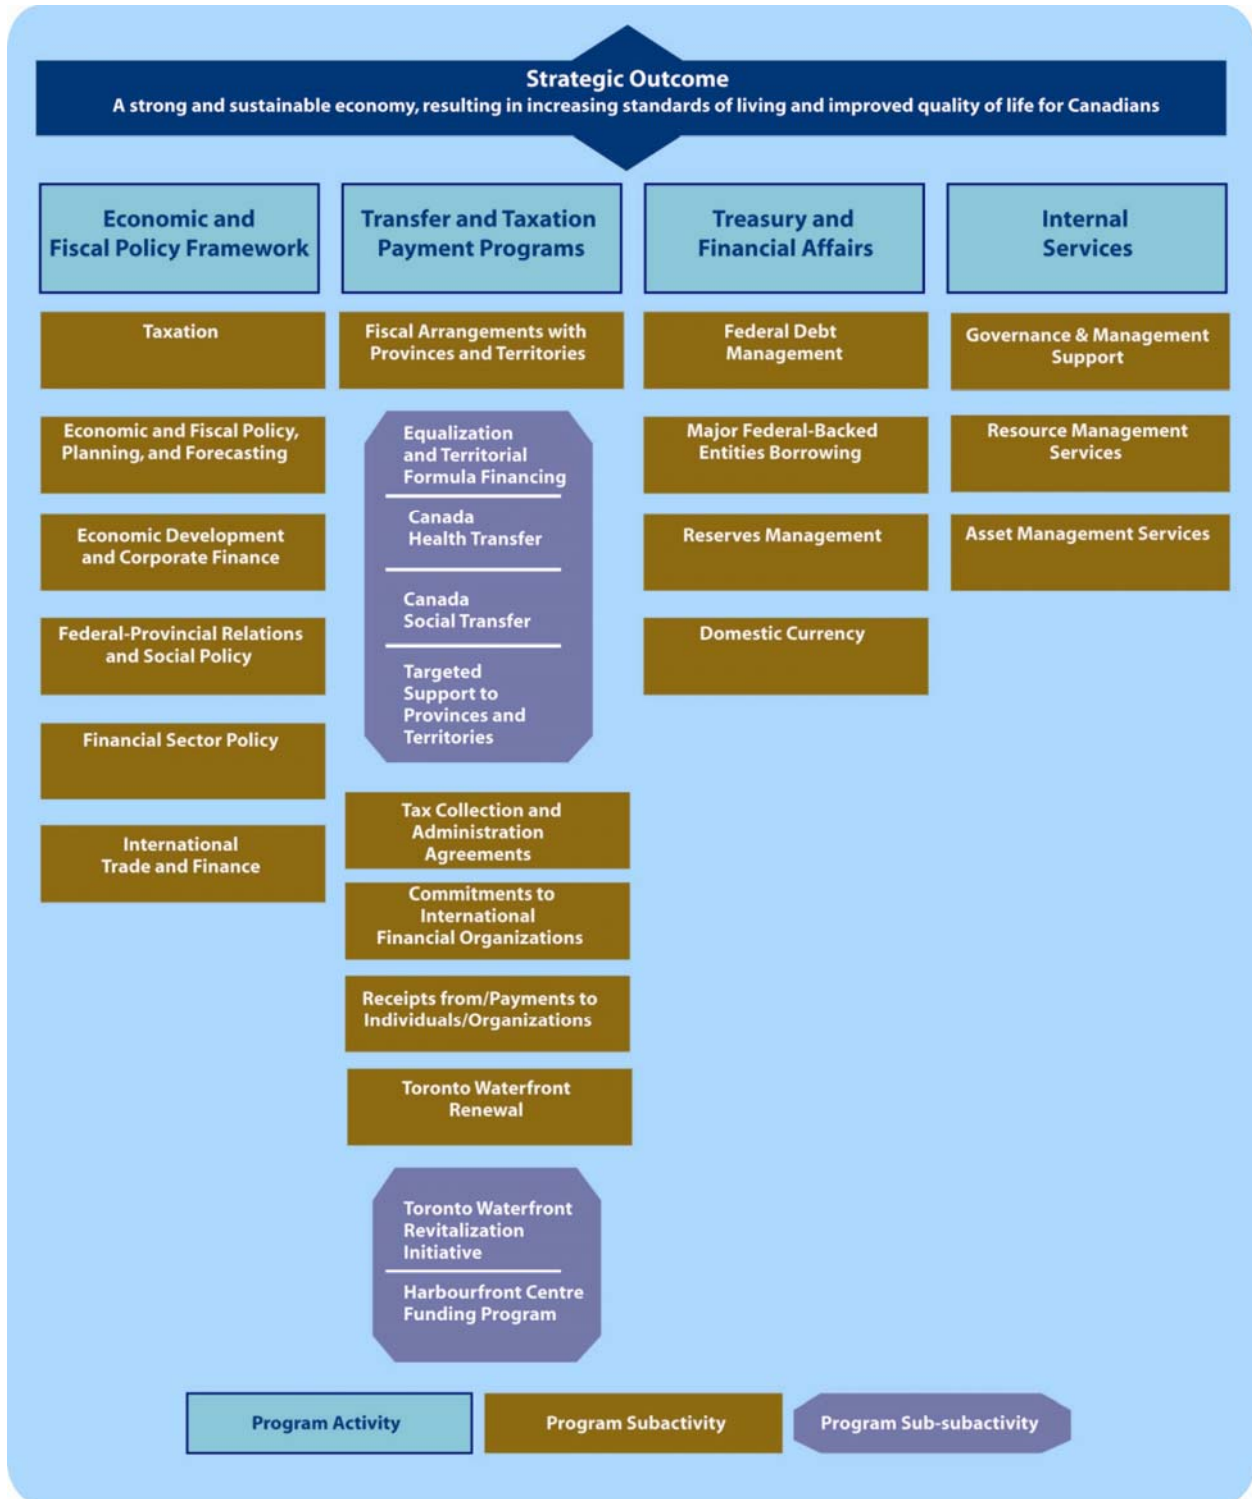 Strategic Outcome
A strong and sustainable economy, resulting in increasing standards of living and improved quality of life for Canadians
Economic and
Fiscal Policy Framework
Taxation
Economic and Fiscal Policy,
Planning, and Forecasting
Economic Development
and Corporate Finance
Federal-Provincial Relations
and Social Policy
Financial Sector Policy
International
Trade and Finance
Transfer and Taxation
Payment Programs
Fiscal Arrangements with
Provinces and Territories
Equalization
and Territorial
Formula Financing
Canada
Health Transfer
Canada
Social Transfer
Targeted
Support to
Provinces and
Territories
Tax Collection and
Administration
Agreements
Commitments to
International
Financial Organizations
Receipts from/Payments to
Individuals/Organizations
Toronto Waterfront
Renewal
Toronto Waterfront
Revitalization
Initiative
Harbourfront Centre
Funding Program
Treasury and
Financial Affairs
Federal Debt
Management
Major Federal-Backed
Entities Borrowing
Reserves Management
Domestic Currency
Internal
Services
Governance & Management
Support
Resource Management
Services
Asset Management Services
Program Activity
Program Subactivity
Program Sub-subactivity